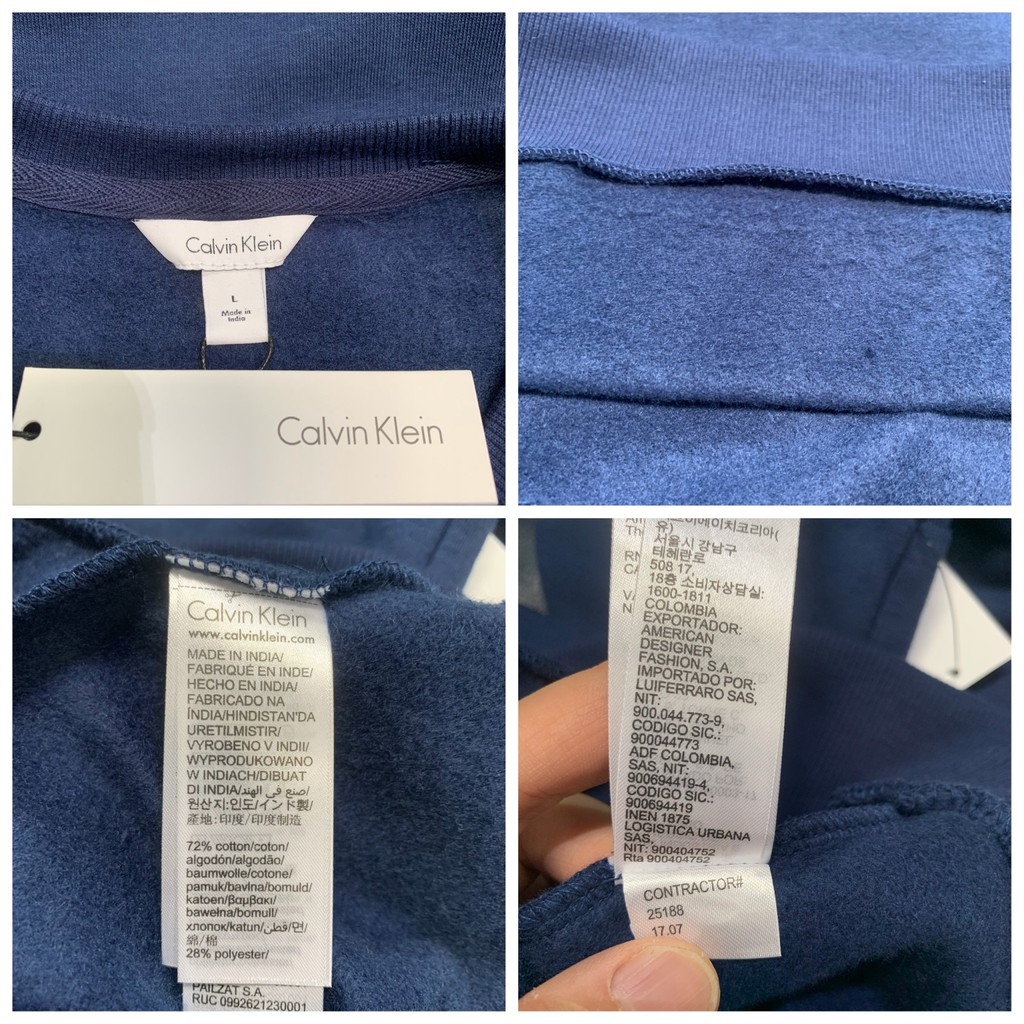 Calvin Klein
L
Made in
India
Calvin Klein
Calvin Klein
www.calvinklein.com
MADE IN INDIA/
FABRIQUÉ EN INDE/
HECHO EN INDIA/
FABRICADO NA
ÍNDIA/HINDISTAN'DA
URETILMISTIR/
VYROBENO V INDII/
WYPRODUKOWANO
W INDIACH/DIBUAT
DI INDIA/صنع في الهند/
원산지:인도/インド製/
產地:印度/印度制造
72% cotton/coton/
algodón/algodão/
baumwolle/cotone/
pamuk/bavlna/bomuld/
katoen/βαμβακι/
bawełna/bomull/
хлопок/katun/قطن/면/
綿/棉
28% polyester/
PAILZAT S.A.
RUC 0992621230001
유)
서울시 강남구
테헤란로
508 17,
18층 소비자상담실:
1600-1811
COLOMBIA
EXPORTADOR:
AMERICAN
DESIGNER
FASHION, S.A.
IMPORTADO POR:
LUIFERRARO SAS,
NIT:
900.044.773-9,
CODIGO SIC.:
900044773
ADF COLOMBIA,
SAS, NIT:
900694419-4,
CODIGO SIC.:
900694419
INEN 1875
LOGISTICA URBANA
SAS,
NIT: 900404752
Rta 900404752
CONTRACTOR#
25188
17.07